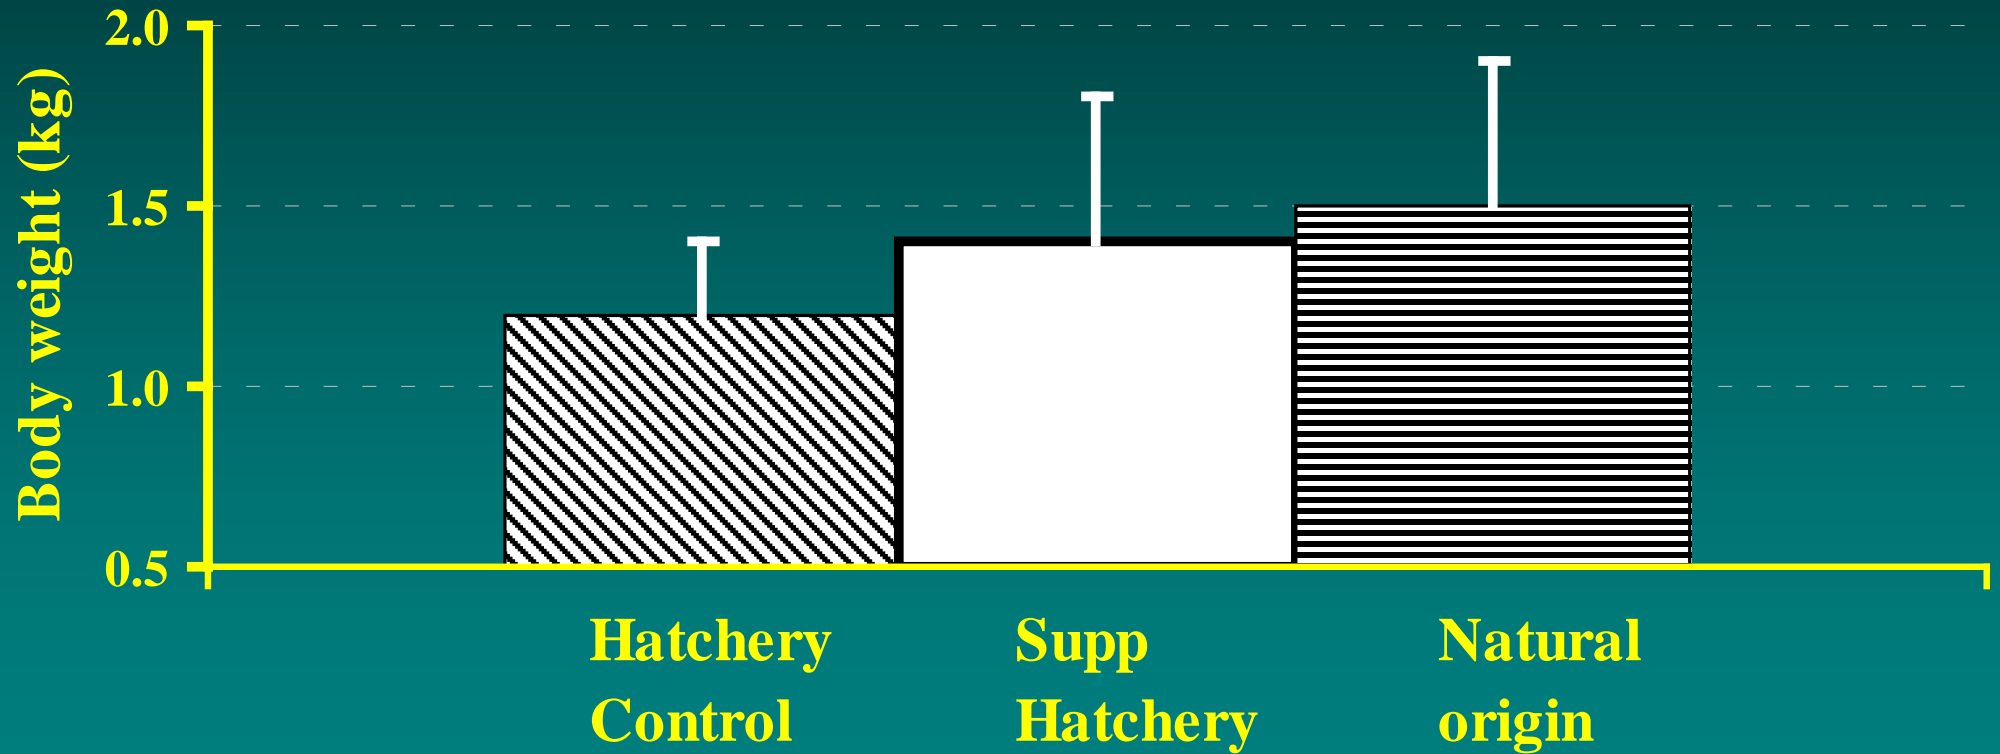 2.0
1.5
1.0
0.5
Body weight (kg)
Hatchery
Control
Supp
Hatchery
Natural
origin